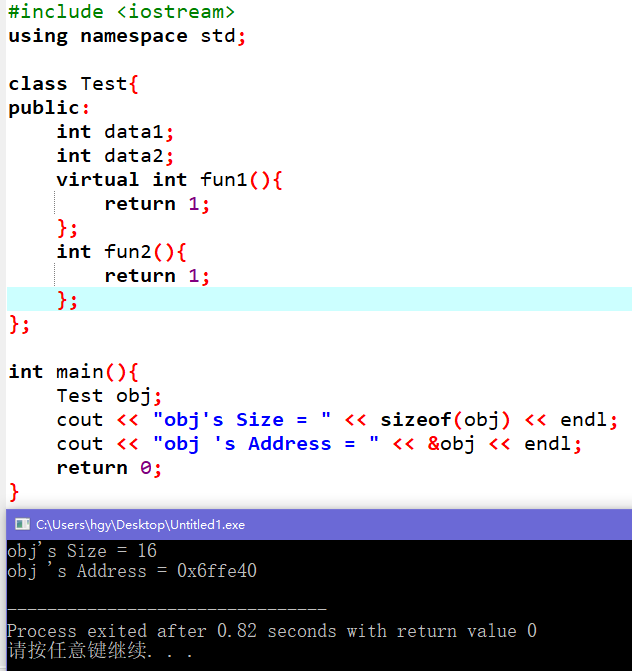 #include <iostream>
using namespace std;
class Test{
public:
int data1;
int data2;
virtual int fun1(){
return 1;
};
int fun2(){
return 1;
};
};
int main(){
Test obj;
cout << "obj's Size = " << sizeof(obj) << endl;
cout << "obj 's Address = " << &obj << endl;
return 0;
}
C:\Users\hgy\Desktop\Untitled1.exe
obj's Size = 16
obj 's Address = 0x6ffe40
--------------------------------
Process exited after 0.82 seconds with return value 0
请按任意键继续. . .